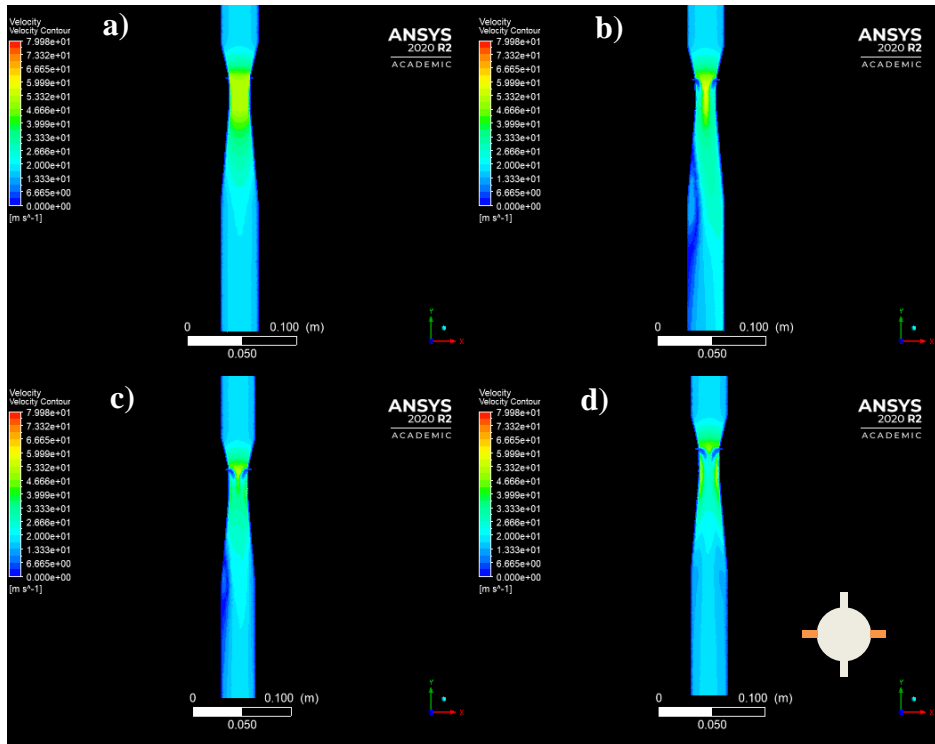 a)
Velocity
Velocity Contour
7.998e+01
7.332e+01
6.665e+01
5.999e+01
5.332e+01
4.666e+01
3.999e+01
3.333e+01
2.666e+01
2.000e+01
1.333e+01
6.665e+00
0.000e+00
[m s^-1]
ANSYS
2020 R2
ACADEMIC
0 0.100 (m)
0.050
Y
X
b)
Velocity
Velocity Contour
7.998e+01
7.332e+01
6.665e+01
5.999e+01
5.332e+01
4.666e+01
3.999e+01
3.333e+01
2.666e+01
2.000e+01
1.333e+01
6.665e+00
0.000e+00
[m s^-1]
ANSYS
2020 R2
ACADEMIC
0 0.100 (m)
0.050
Y
X
c)
Velocity
Velocity Contour
7.998e+01
7.332e+01
6.665e+01
5.999e+01
5.332e+01
4.666e+01
3.999e+01
3.333e+01
2.666e+01
2.000e+01
1.333e+01
6.665e+00
0.000e+00
[m s^-1]
ANSYS
2020 R2
ACADEMIC
0 0.100 (m)
0.050
Y
X
d)
Velocity
Velocity Contour
7.998e+01
7.332e+01
6.665e+01
5.999e+01
5.332e+01
4.666e+01
3.999e+01
3.333e+01
2.666e+01
2.000e+01
1.333e+01
6.665e+00
0.000e+00
[m s^-1]
ANSYS
2020 R2
ACADEMIC
0 0.100 (m)
0.050
Y
X